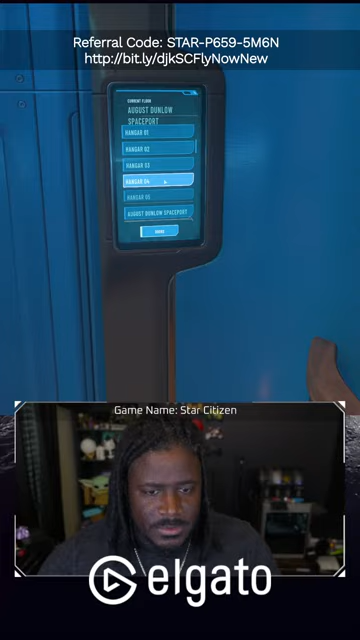 Referral Code: STAR-P659-5M6N
http://bit.ly/djkSCFlyNowNew
CURRENT FLOOR
AUGUST DUNLOW
SPACEPORT
HANGAR 01
HANGAR 02
HANGAR 03
HANGAR 04
HANGAR 05
AUGUST DUNLOW SPACEPORT
Game Name: Star Citizen
elgato